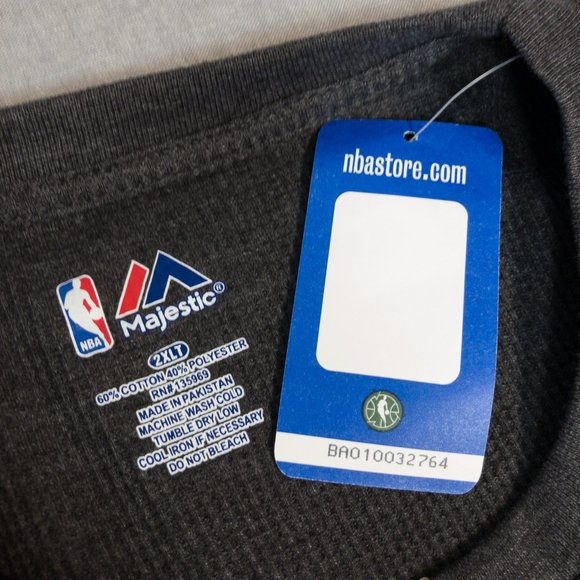 nbastore.com
NBA
Majestic®
2XLT
60% COTTON 40% POLYESTER
RN# 135969
MADE IN PAKISTAN
MACHINE WASH COLD
TUMBLE DRY LOW
COOL IRON IF NECESSARY
DO NOT BLEACH
BA010032764